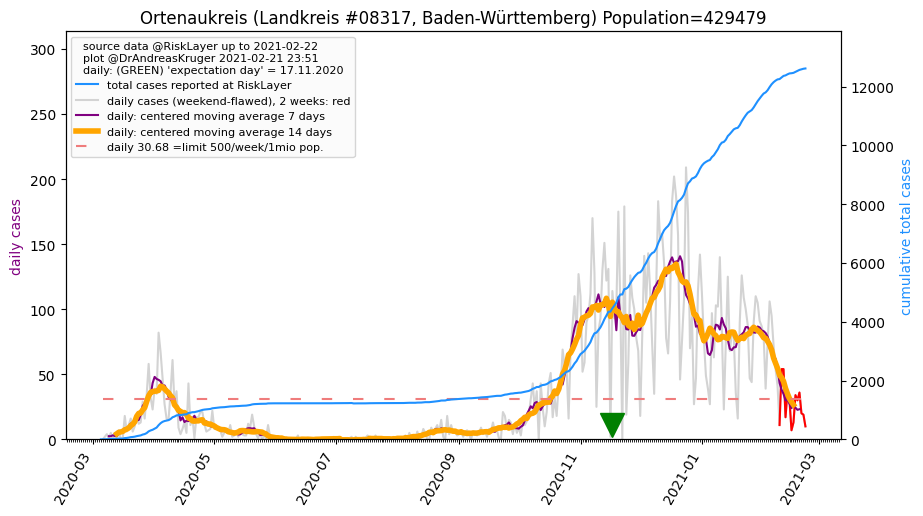 Ortenaukreis (Landkreis #08317, Baden-Württemberg) Population=429479
source data @RiskLayer up to 2021-02-22
plot @DrAndreasKruger 2021-02-21 23:51
daily: (GREEN) 'expectation day' = 17.11.2020
total cases reported at RiskLayer
daily cases (weekend-flawed), 2 weeks: red
daily: centered moving average 7 days
daily: centered moving average 14 days
daily 30.68 =limit 500/week/1mio pop.
daily cases
300
250
200
150
100
50
0
12000
10000
8000
6000
4000
2000
0
cumulative total cases
2020-03
2020-05
2020-07
2020-09
2020-11
2021-01
2021-03